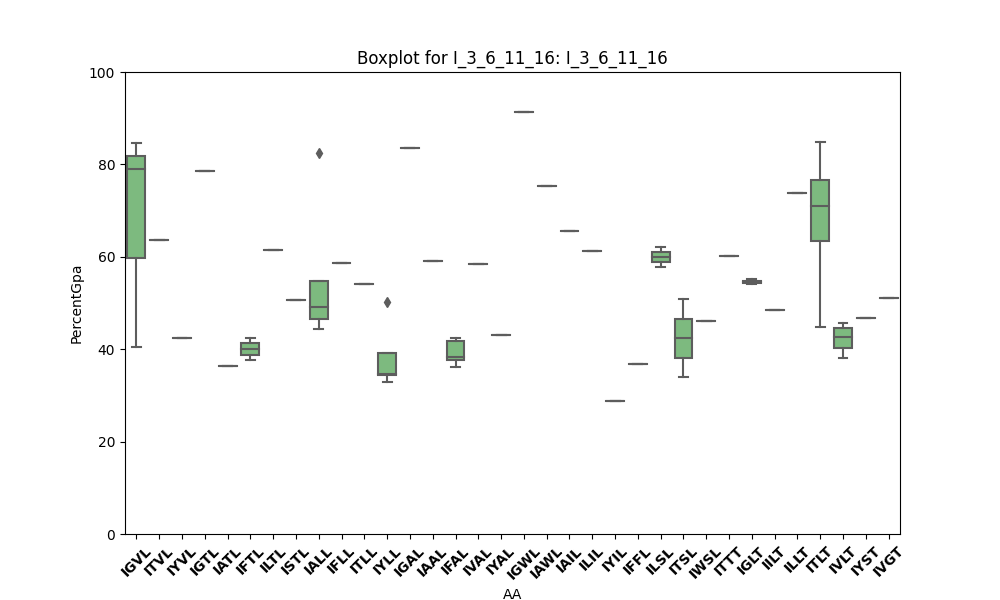 Boxplot for I_3_6_11_16: I_3_6_11_16
100
80
60
40
20
0
PercentGpa
IGVL ITVL IYVL IGTL IATL IFTL ILTL ISTL IALL IFLL ITLL IYLL IGAL IAAL IFAL IVAL IYAL IGWL IAWL IAIL ILIL IYIL IFFL ILSL ITSL IWSL ITTT IGLT IILT ILLT ITLT IVLT IYST IVGT
AA